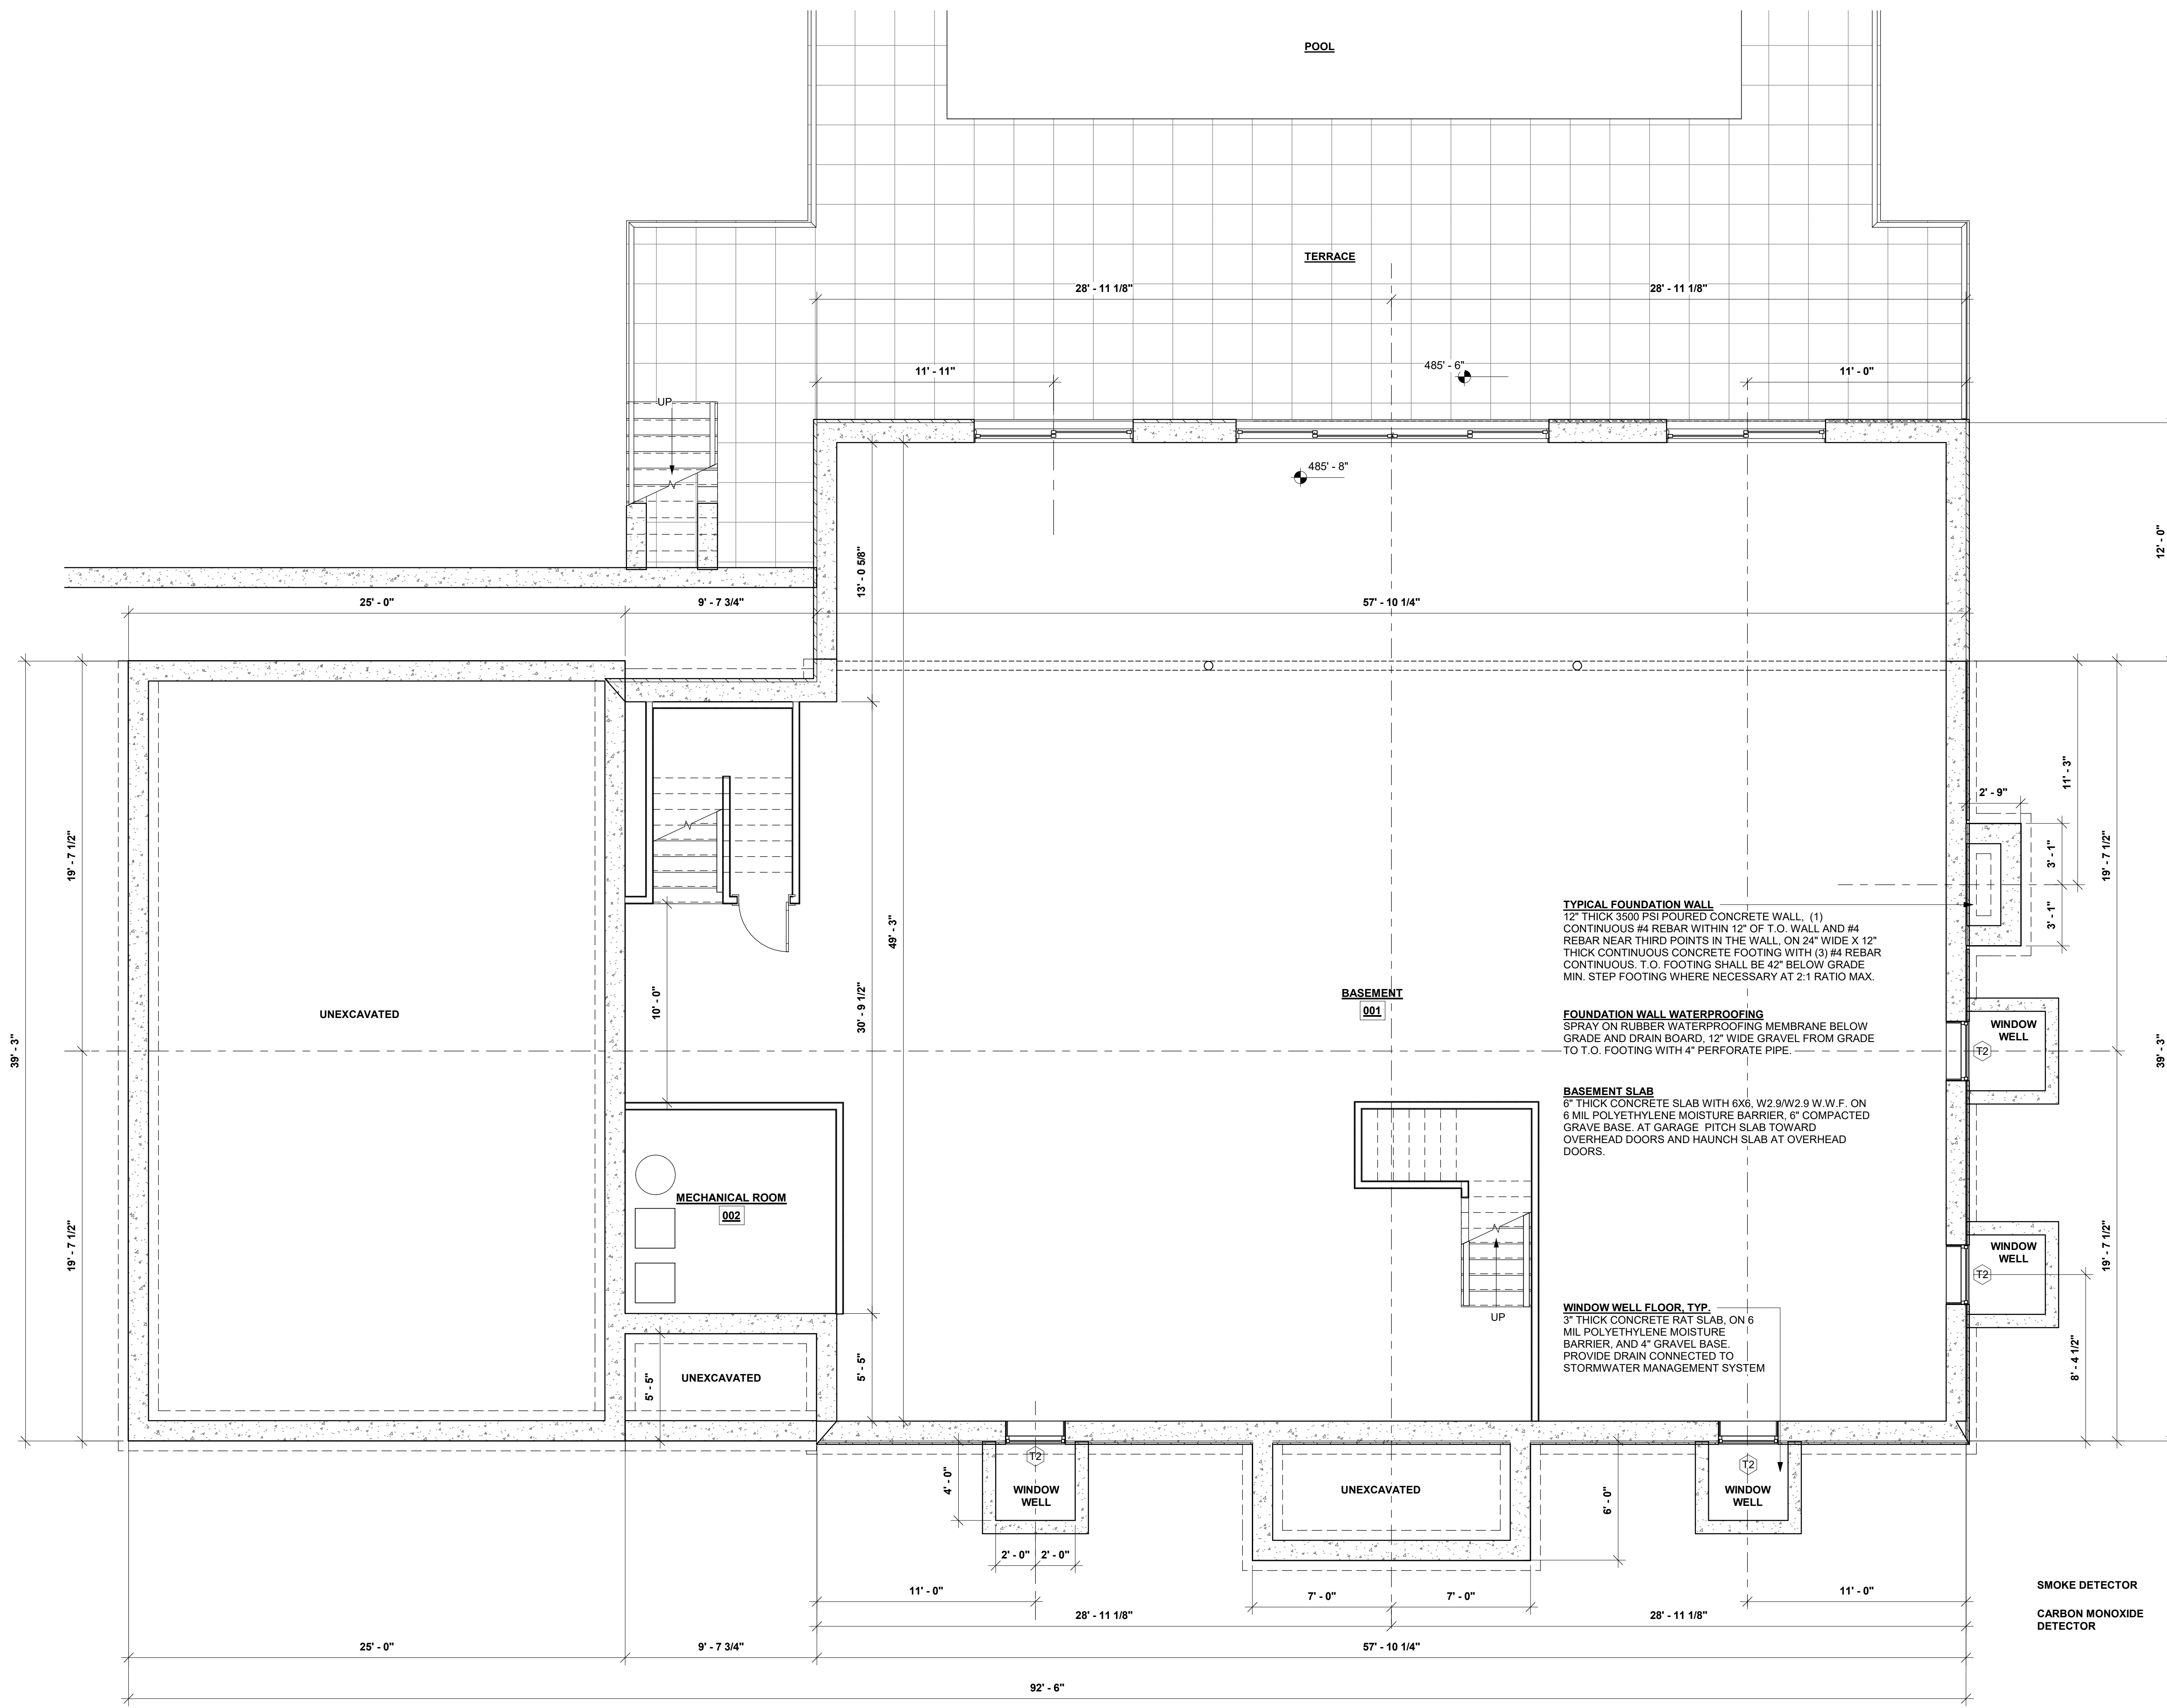 POOL
TERRACE
28' - 11 1/8"
28' - 11 1/8"
11' - 11"
485' - 6"
11' - 0"
UP
485' - 8"
12' - 0"
13' - 0 5/8"
25' - 0"
9' - 7 3/4"
57' - 10 1/4"
39' - 3"
19' - 7 1/2"
19' - 7 1/2"
UNEXCAVATED
10' - 0"
30' - 9 1/2"
49' - 3"
BASEMENT
001
TYPICAL FOUNDATION WALL
12" THICK 3500 PSI POURED CONCRETE WALL, (1)
CONTINUOUS #4 REBAR WITHIN 12" OF T.O. WALL AND #4
REBAR NEAR THIRD POINTS IN THE WALL, ON 24" WIDE X 12"
THICK CONTINUOUS CONCRETE FOOTING WITH (3) #4 REBAR
CONTINUOUS. T.O. FOOTING SHALL BE 42" BELOW GRADE
MIN. STEP FOOTING WHERE NECESSARY AT 2:1 RATIO MAX.
FOUNDATION WALL WATERPROOFING
SPRAY ON RUBBER WATERPROOFING MEMBRANE BELOW
GRADE AND DRAIN BOARD, 12" WIDE GRAVEL FROM GRADE
TO T.O. FOOTING WITH 4" PERFORATE PIPE.
BASEMENT SLAB
6" THICK CONCRETE SLAB WITH 6X6, W2.9/W2.9 W.W.F. ON
6 MIL POLYETHYLENE MOISTURE BARRIER, 6" COMPACTED
GRAVE BASE. AT GARAGE PITCH SLAB TOWARD
OVERHEAD DOORS AND HAUNCH SLAB AT OVERHEAD
DOORS.
WINDOW WELL FLOOR, TYP.
3" THICK CONCRETE RAT SLAB, ON 6
MIL POLYETHYLENE MOISTURE
BARRIER, AND 4" GRAVEL BASE.
PROVIDE DRAIN CONNECTED TO
STORMWATER MANAGEMENT SYSTEM
2' - 9"
11' - 3"
3' - 1"
3' - 1"
19' - 7 1/2"
39' - 3"
WINDOW
WELL
T2
WINDOW
WELL
T2
19' - 7 1/2"
8' - 4 1/2"
MECHANICAL ROOM
002
UP
5' - 5"
UNEXCAVATED
5' - 5"
T2
WINDOW
WELL
4' - 0"
2' - 0"
2' - 0"
UNEXCAVATED
6' - 0"
T2
WINDOW
WELL
11' - 0"
7' - 0"
7' - 0"
11' - 0"
28' - 11 1/8"
28' - 11 1/8"
SMOKE DETECTOR
CARBON MONOXIDE
DETECTOR
25' - 0"
9' - 7 3/4"
57' - 10 1/4"
92' - 6"